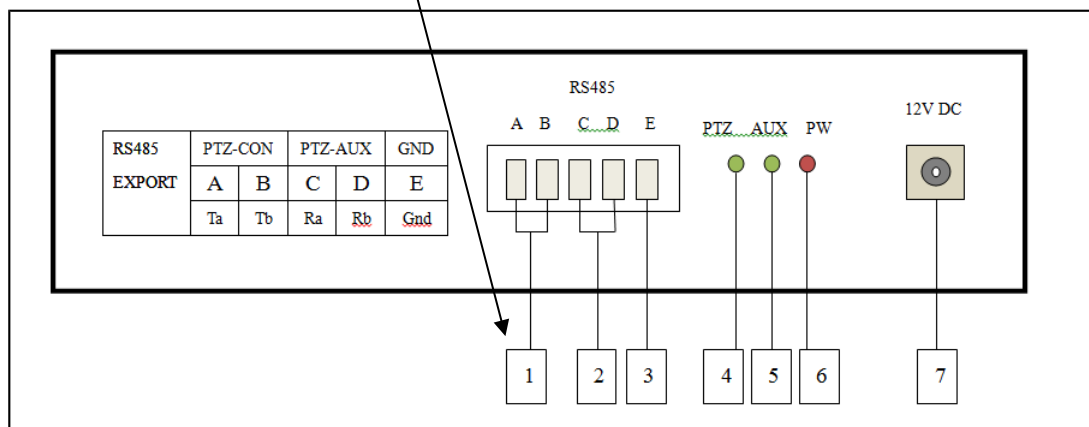 RS485
A B C D E
PTZ AUX PW
12V DC
RS485 EXPORT PTZ-CON PTZ-AUX GND
A B C D E
Ta Tb Ra Rb Gnd
1 2 3 4 5 6 7